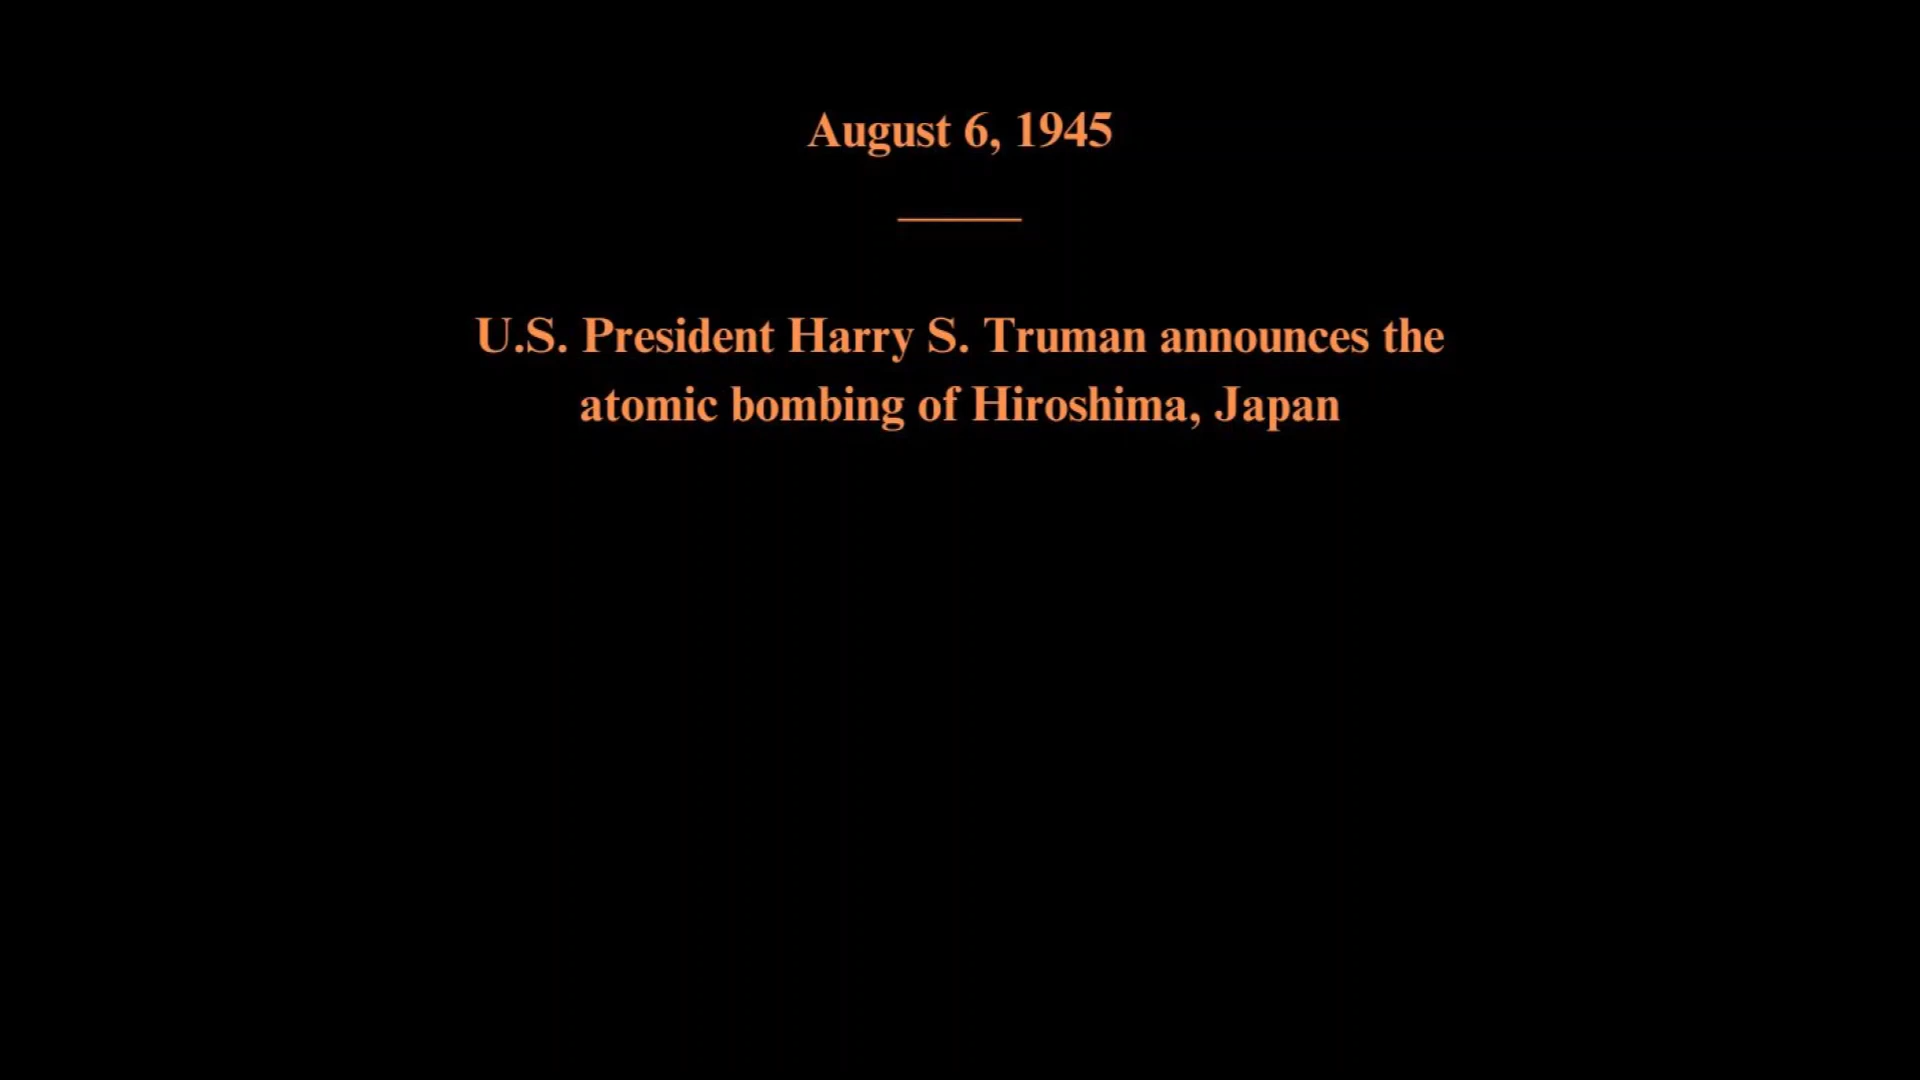 August 6, 1945
U.S. President Harry S. Truman announces the
atomic bombing of Hiroshima, Japan